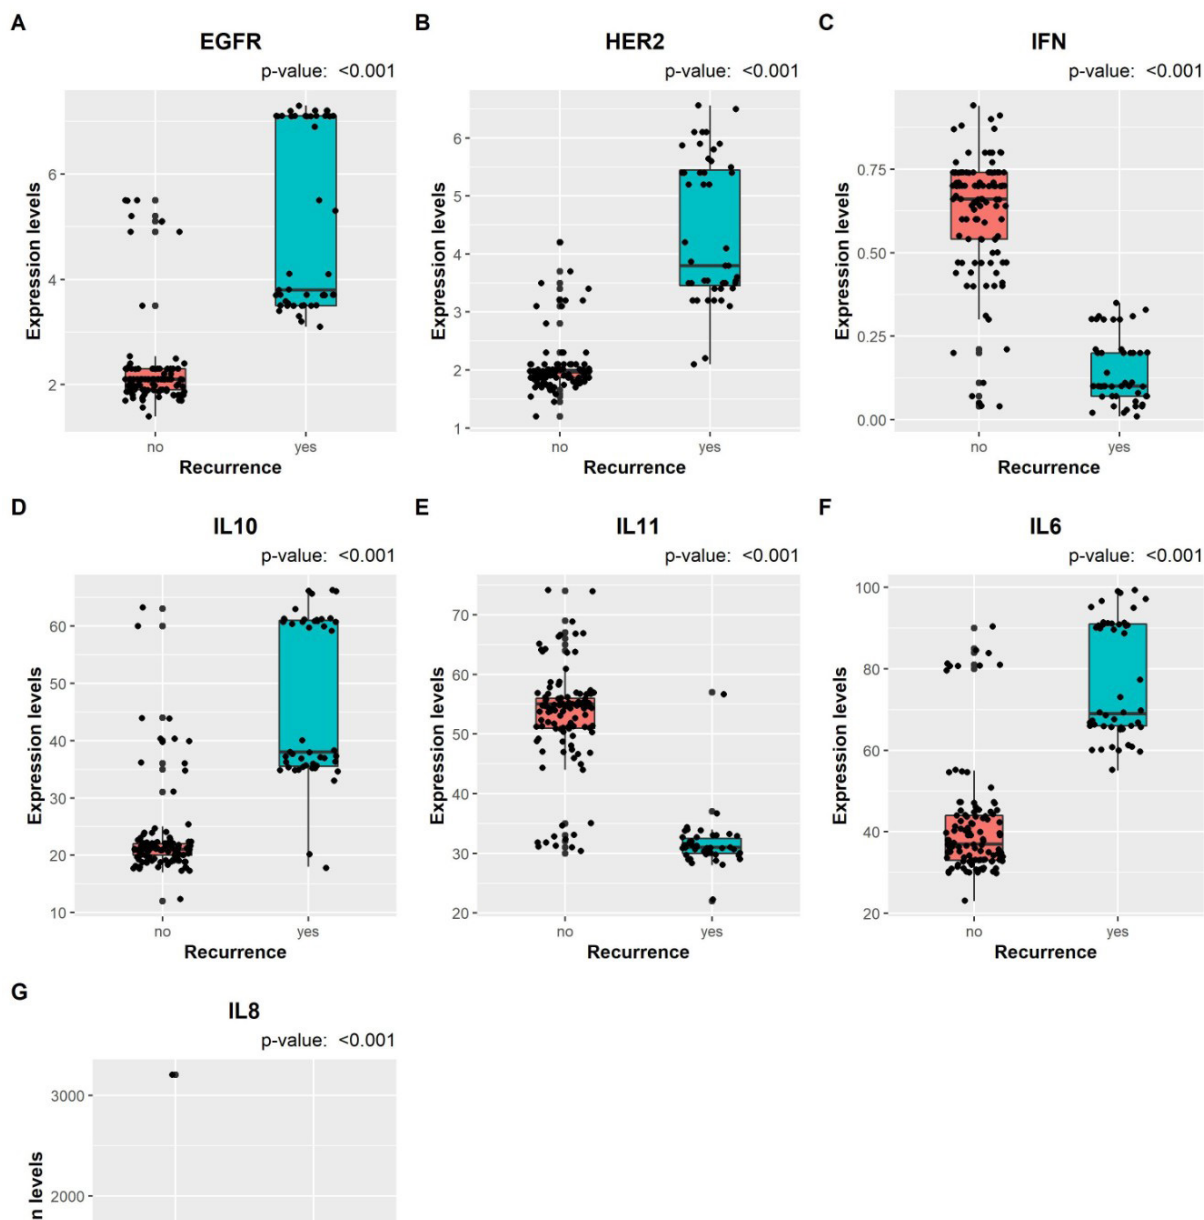 A
EGFR
p-value: <0.001
Expression levels
6
4
2
no
yes
Recurrence
B
HER2
p-value: <0.001
Expression levels
6
5
4
3
2
1
no
yes
Recurrence
C
IFN
p-value: <0.001
Expression levels
0.75
0.50
0.25
0.00
no
yes
Recurrence
D
IL10
p-value: <0.001
Expression levels
60
50
40
30
20
10
no
yes
Recurrence
E
IL11
p-value: <0.001
Expression levels
70
60
50
40
30
20
no
yes
Recurrence
F
IL6
p-value: <0.001
Expression levels
100
80
60
40
20
no
yes
Recurrence
G
IL8
p-value: <0.001
n levels
3000
2000